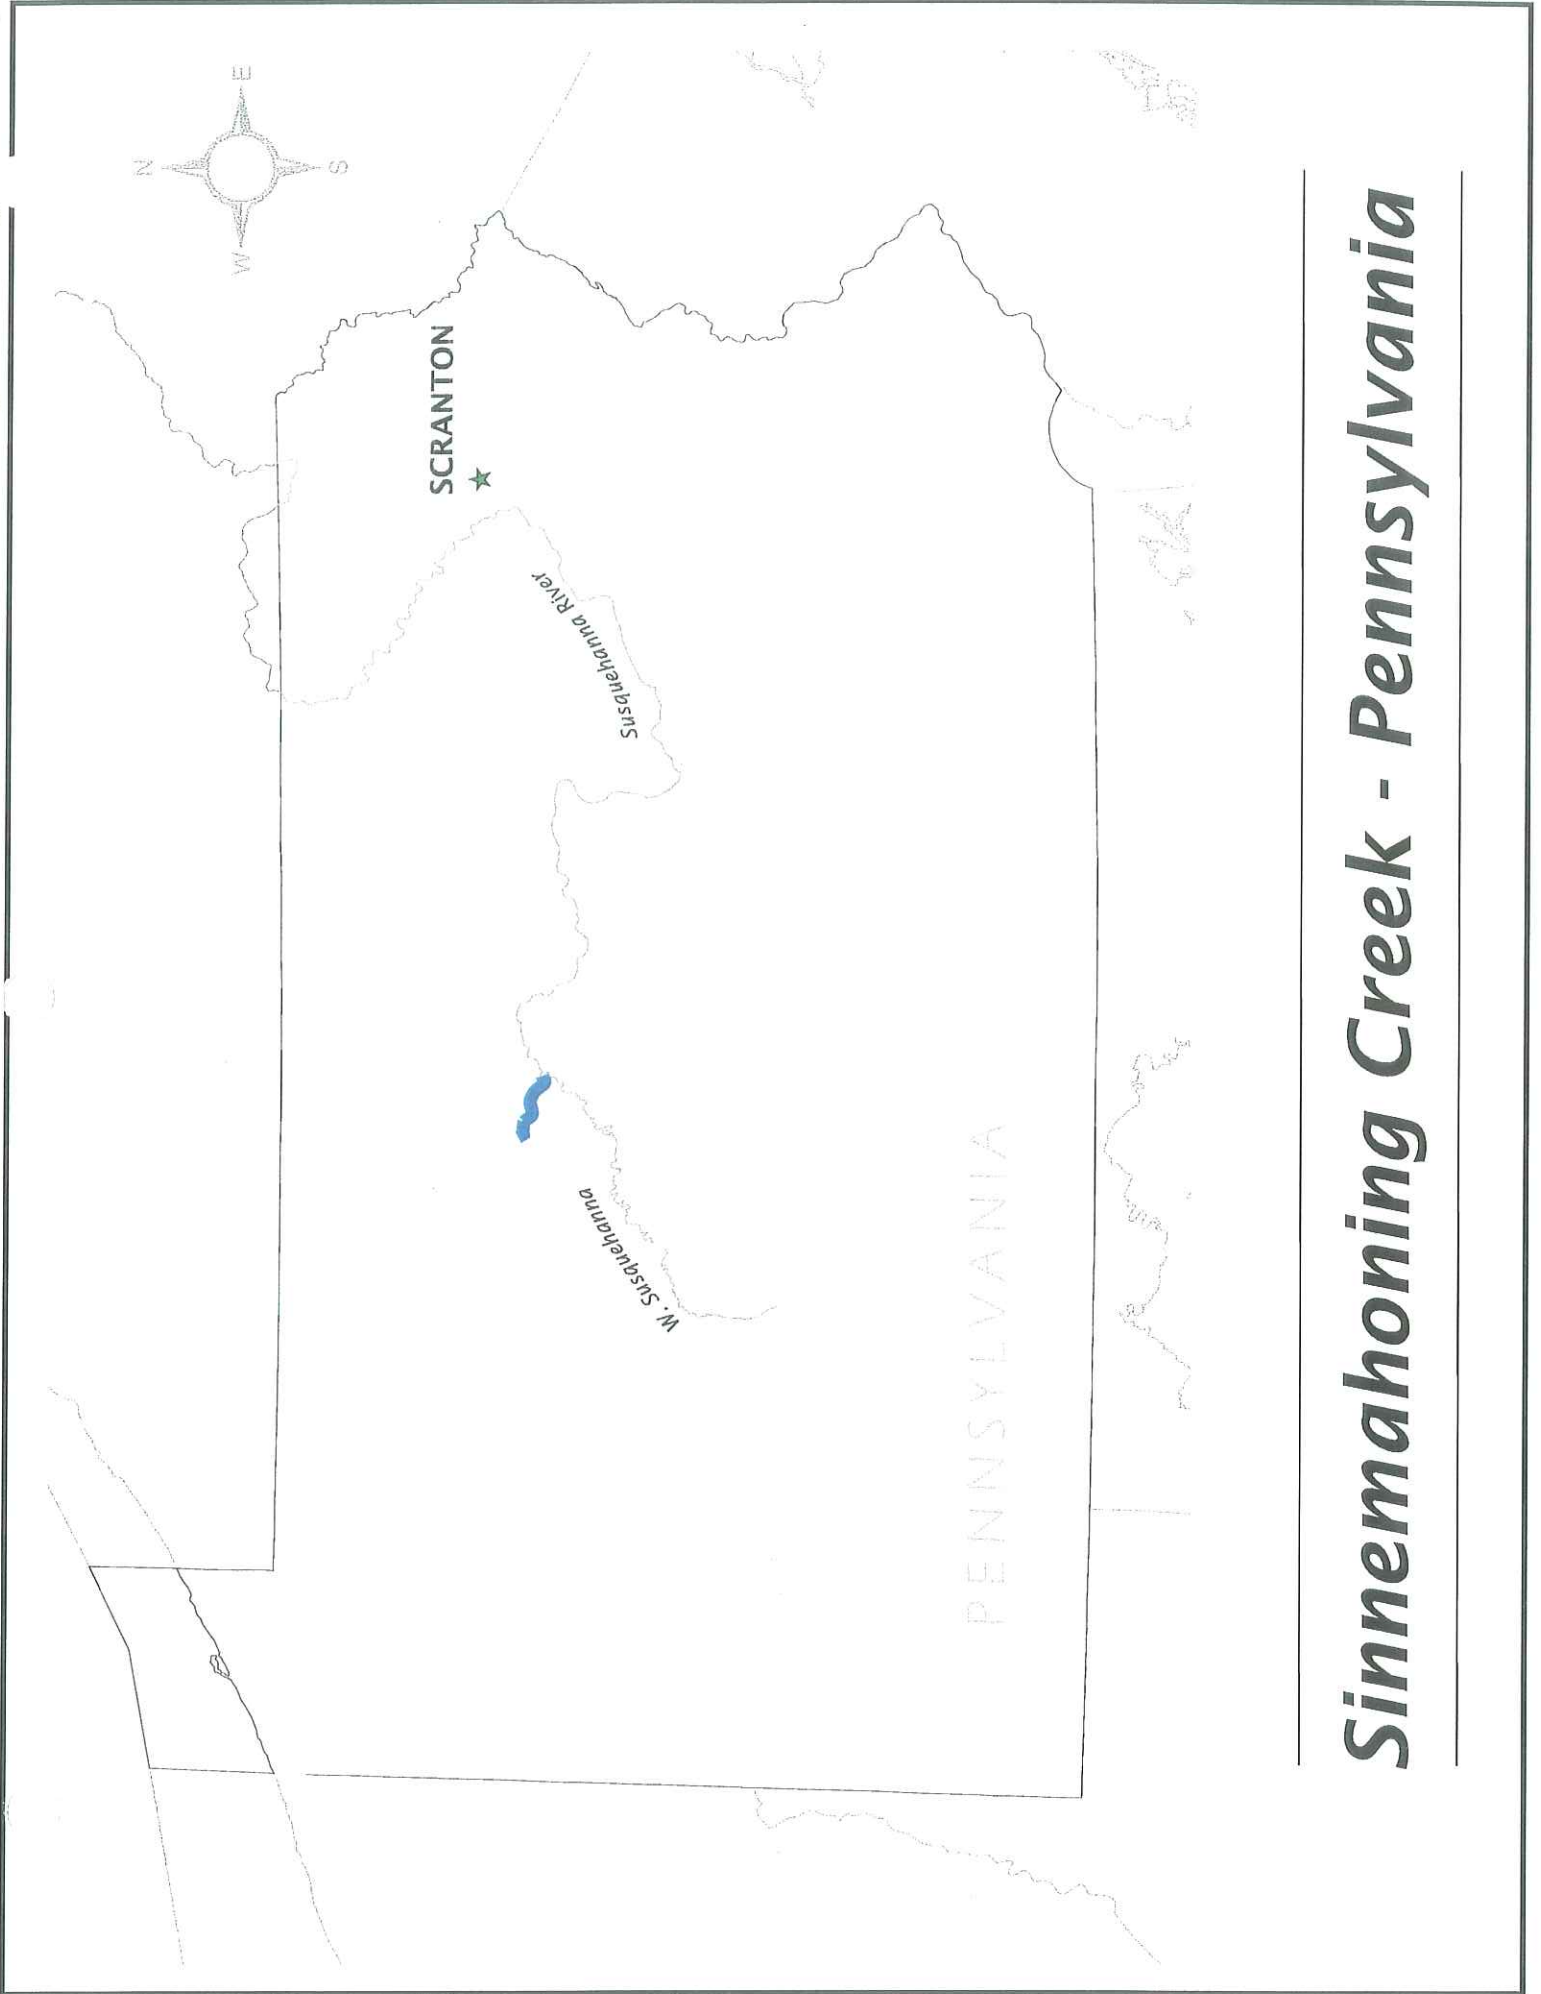 N
W
E
S
SCRANTON
Susquehanna River
W. Susquehanna
PENNSYLVANIA
Sinnemahoning Creek - Pennsylvania